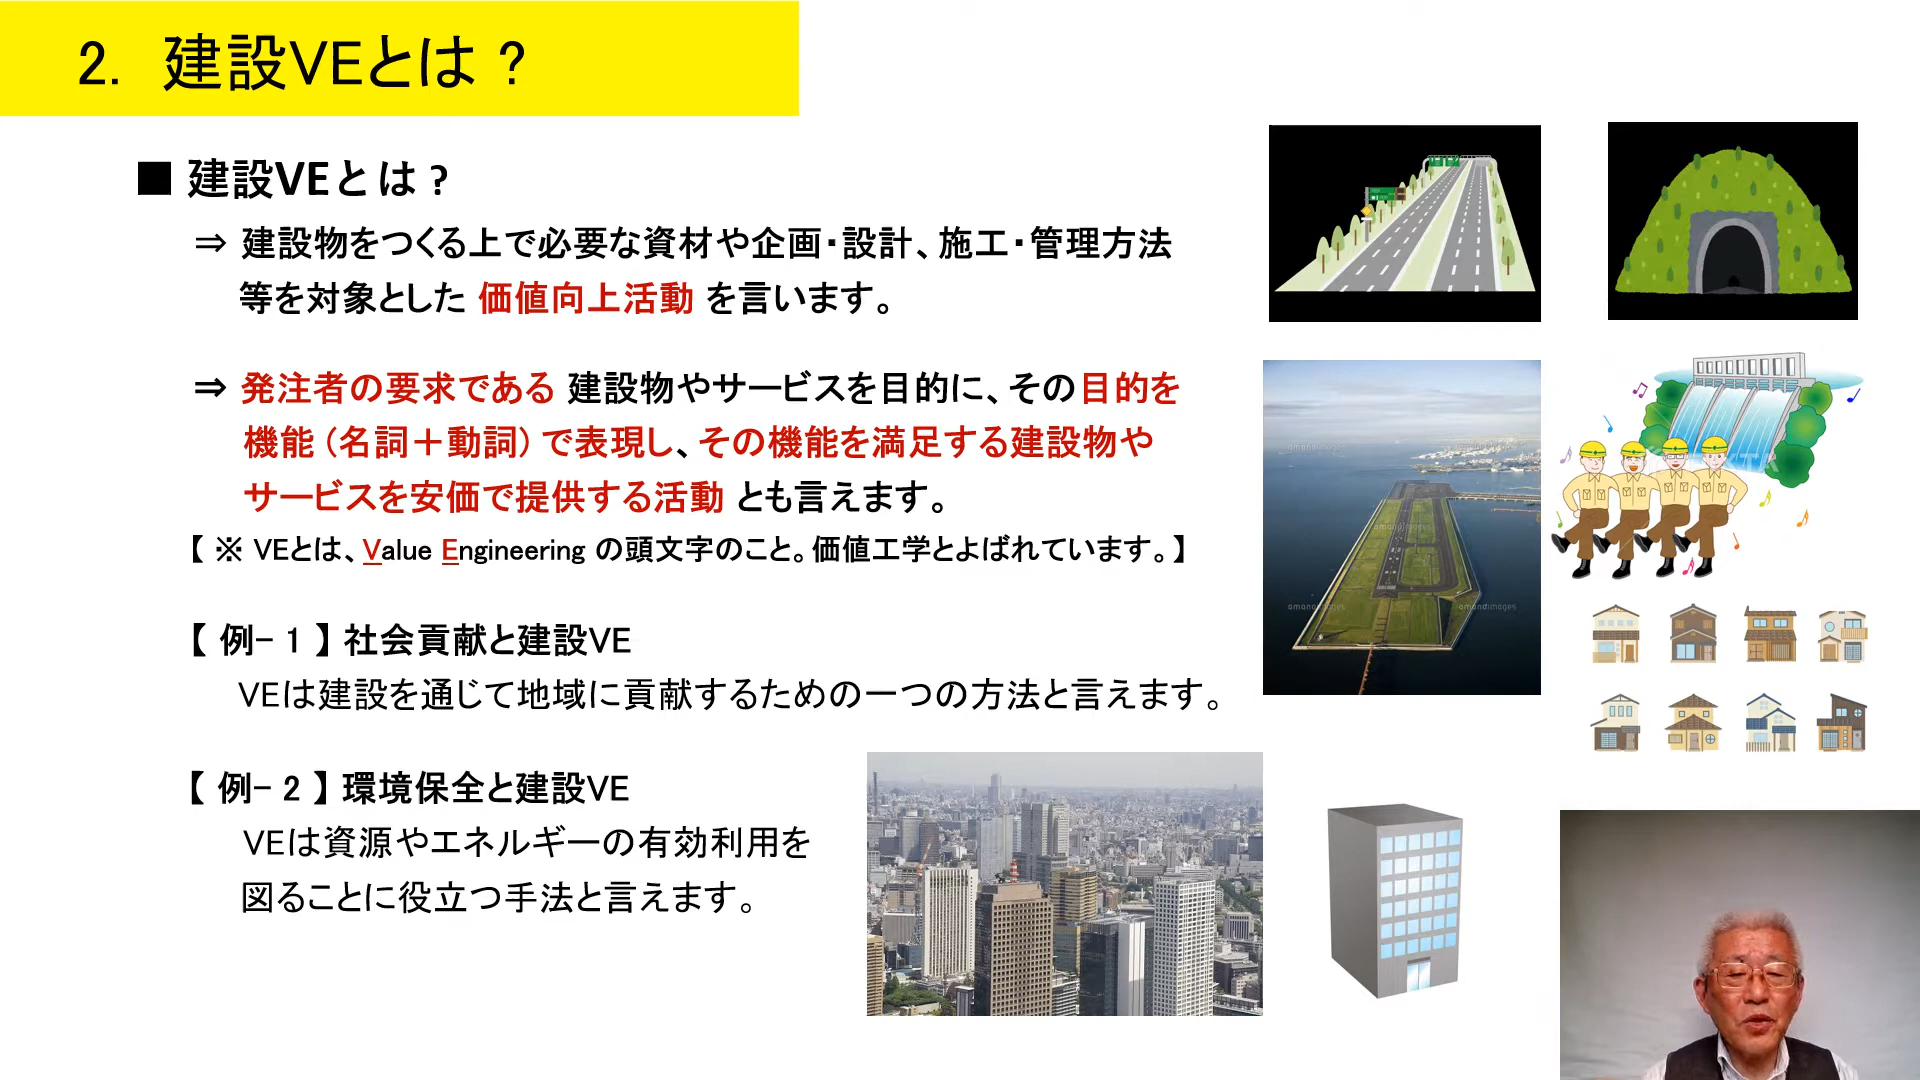 2. 建設VEとは？
■ 建設VEとは？
⇒ 建設物をつくる上で必要な資材や企画・設計、施工・管理方法
等を対象とした 価値向上活動 を言います。
⇒ 発注者の要求である 建設物やサービスを目的に、その目的を
機能（名詞＋動詞）で表現し、その機能を満足する建設物や
サービスを安価で提供する活動 とも言えます。
【 ※ VEとは、Value Engineering の頭文字のこと。価値工学とよばれています。】
【 例－１ 】 社会貢献と建設VE
VEは建設を通じて地域に貢献するための一つの方法と言えます。
【 例－２ 】 環境保全と建設VE
VEは資源やエネルギーの有効利用を
図ることに役立つ手法と言えます。
amanaimages
amanaimages
amanaimages
amanaimages